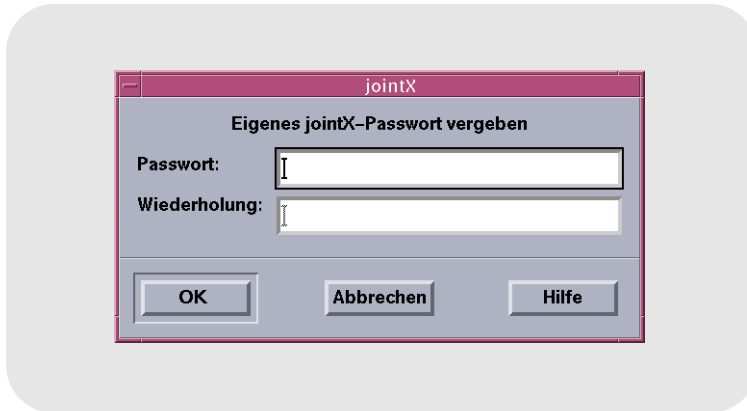 jointX
Eigenes jointX-Passwort vergeben
Passwort:
Wiederholung:
OK Abbrechen Hilfe